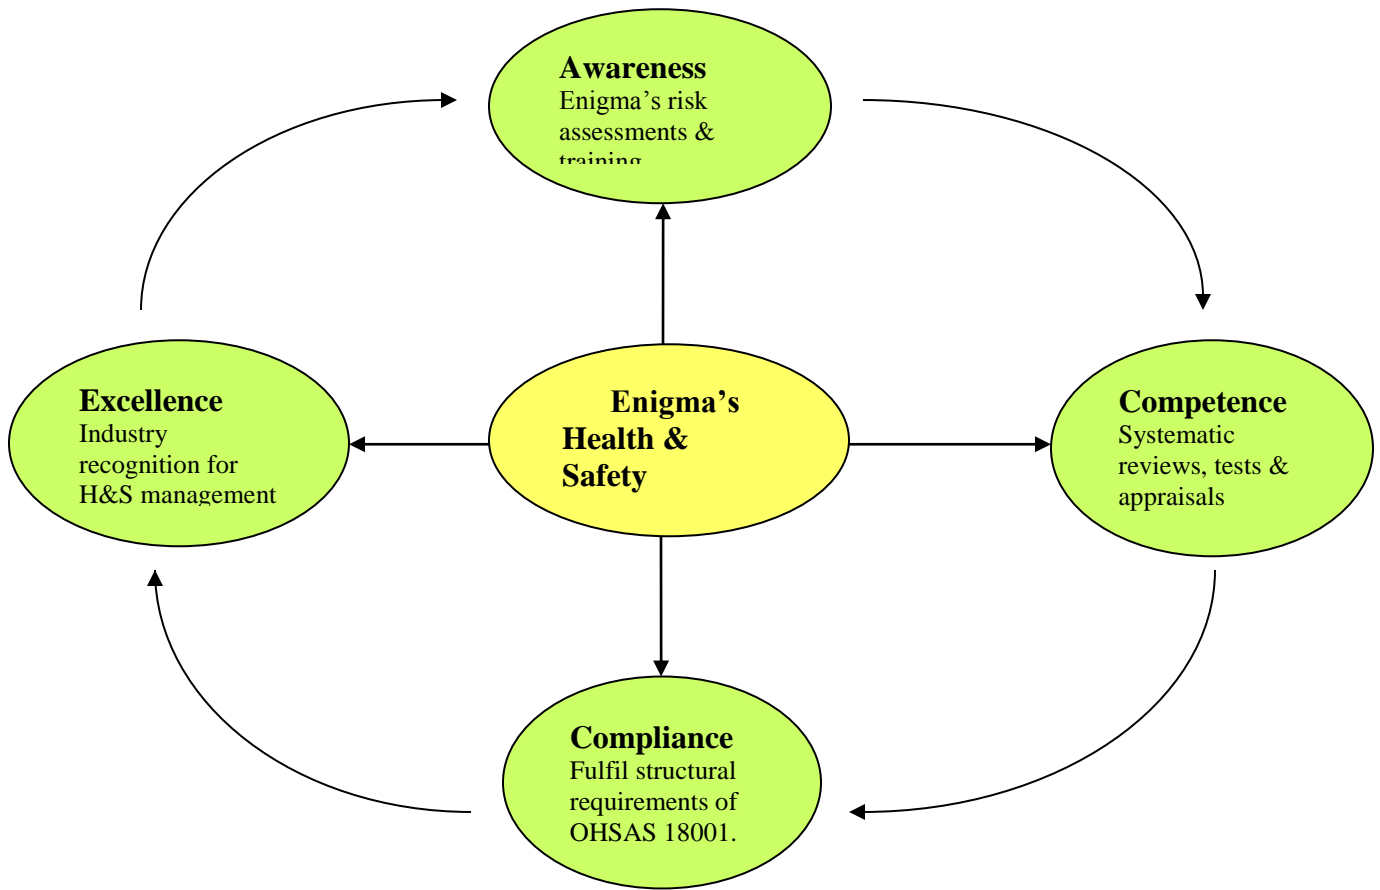 Awareness
Enigma’s risk
assessments &
training
Excellence
Industry
recognition for
H&S management
Enigma’s
Health &
Safety
Competence
Systematic
reviews, tests &
appraisals
Compliance
Fulfil structural
requirements of
OHSAS 18001.